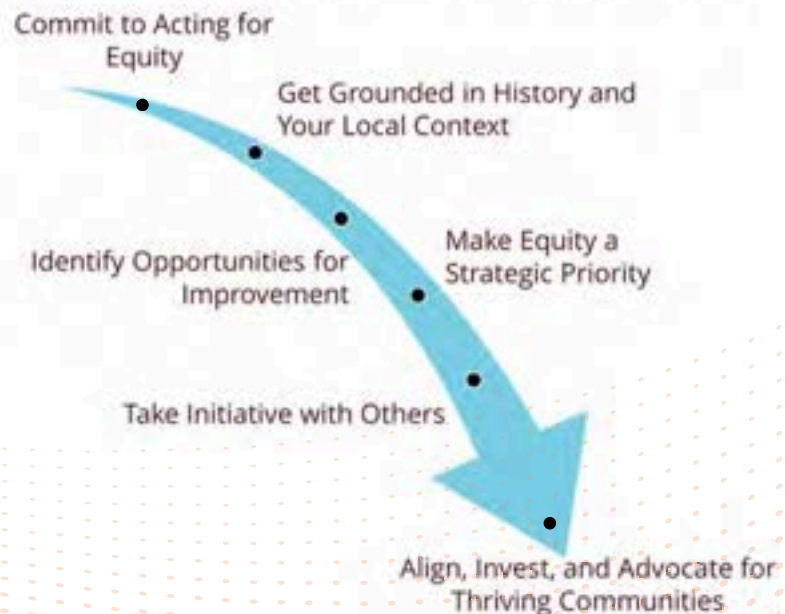 Commit to Acting for
Equity
Get Grounded in History and
Your Local Context
Identify Opportunities for
Improvement
Make Equity a
Strategic Priority
Take Initiative with Others
Align, Invest, and Advocate for
Thriving Communities